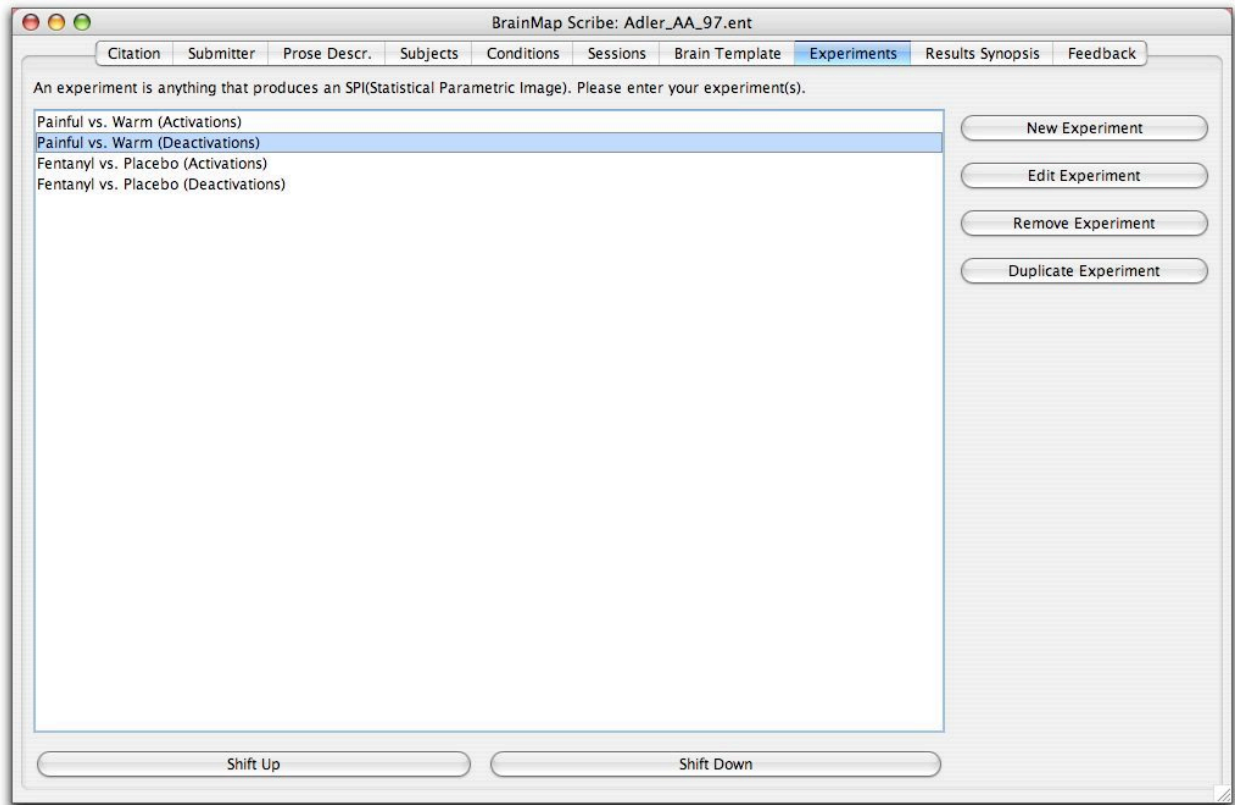 BrainMap Scribe: Adler_AA_97.ent
Citation Submitter Prose Descr. Subjects Conditions Sessions Brain Template Experiments Results Synopsis Feedback
An experiment is anything that produces an SPI(Statistical Parametric Image). Please enter your experiment(s).
Painful vs. Warm (Activations)
Painful vs. Warm (Deactivations)
Fentanyl vs. Placebo (Activations)
Fentanyl vs. Placebo (Deactivations)
New Experiment
Edit Experiment
Remove Experiment
Duplicate Experiment
Shift Up Shift Down